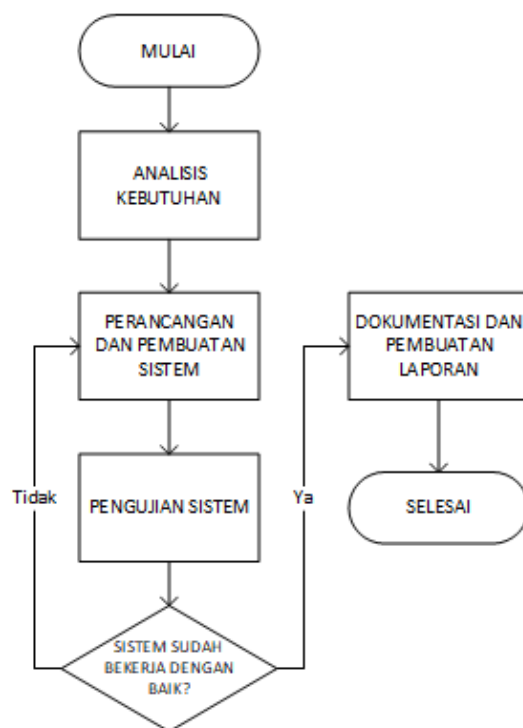 MULAI
ANALISIS
KEBUTUHAN
PERANCANGAN
DAN PEMBUATAN
SISTEM
PENGUJIAN SISTEM
SISTEM SUDAH
BEKERJA DENGAN
BAIK?
Tidak
Ya
DOKUMENTASI DAN
PEMBUATAN
LAPORAN
SELESAI